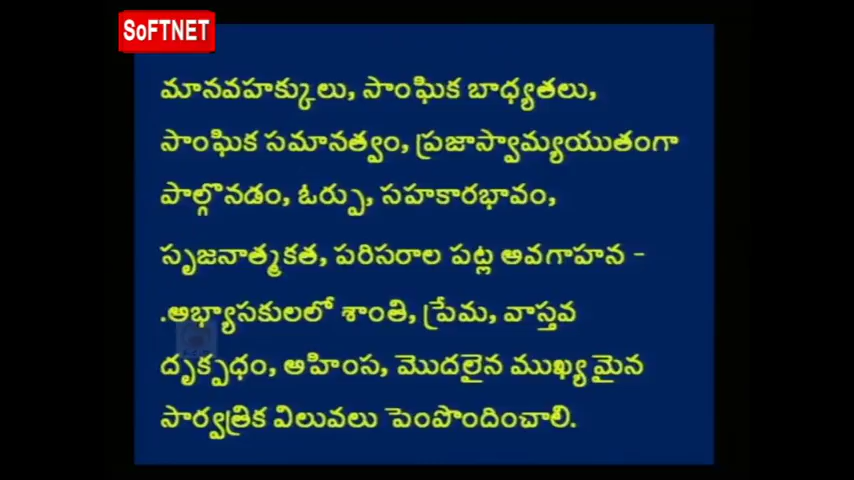 SoFTNET
మానవహక్కులు, సాంఘిక బాధ్యతలు,
సాంఘిక సమానత్వం, ప్రజాస్వామ్యయుతంగా
పాల్గొనడం, ఓర్పు, సహకారభావం,
సృజనాత్మకత, పరిసరాల పట్ల అవగాహన -
.అభ్యాసకులలో శాంతి, ప్రేమ, వాస్తవ
దృక్పధం, అహింస, మొదలైన ముఖ్యమైన
సార్వత్రిక విలువలు పెంపొందించాలి.